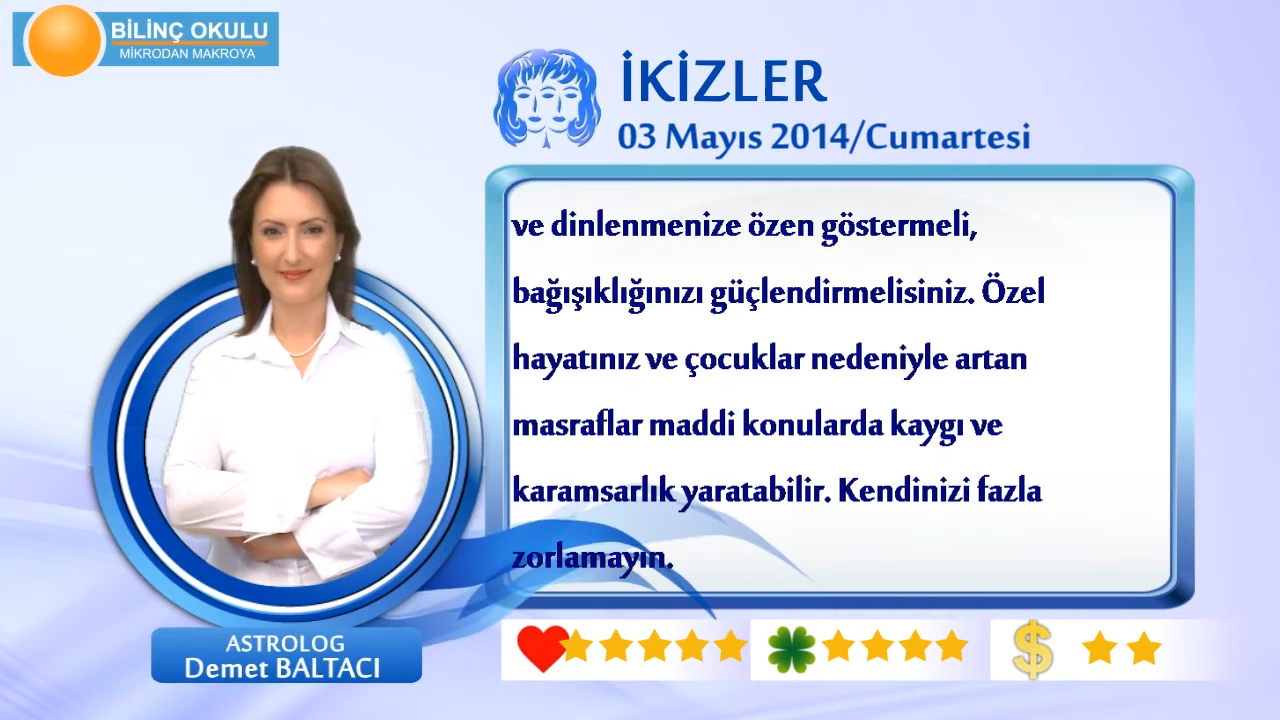 BİLİNÇ OKULU
MİKRODAN MAKROYA
İKİZLER
03 Mayıs 2014/Cumartesi
ve dinlenmenize özen göstermeli,
bağışıklığınızı güçlendirmelisiniz. Özel
hayatınız ve çocuklar nedeniyle artan
masraflar maddi konularda kaygı ve
karamsarlık yaratabilir. Kendinizi fazla
zorlamayın.
ASTROLOG
Demet BALTACI
$